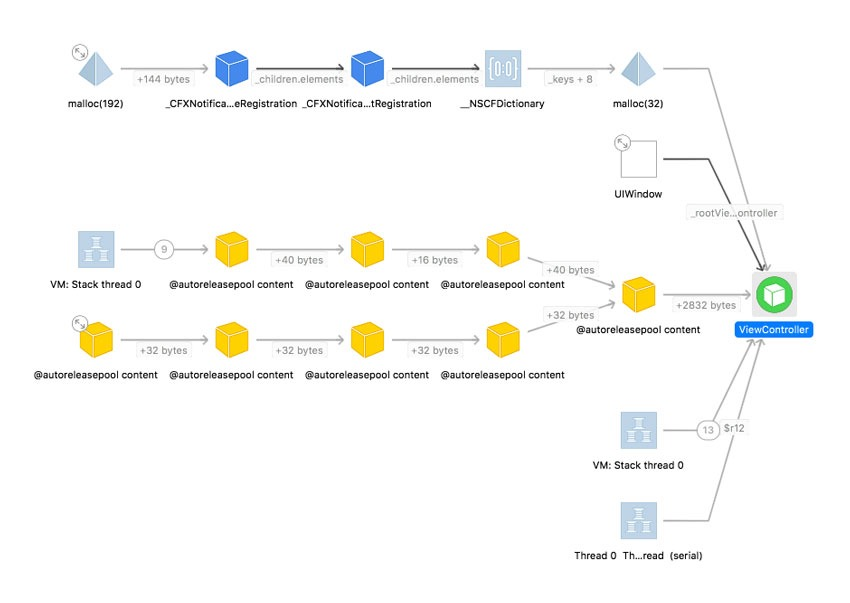 +144 bytes
_children.elements
_children.elements
_keys + 8
malloc(192)
_CFXNotifica...eRegistration
_CFXNotifica...tRegistration
__NSCFDictionary
malloc(32)
UIWindow
_rootVie...ontroller
9
+40 bytes
+16 bytes
+40 bytes
VM: Stack thread 0
@autoreleasepool content
@autoreleasepool content
@autoreleasepool content
+2832 bytes
+32 bytes
@autoreleasepool content
ViewController
+32 bytes
+32 bytes
+32 bytes
@autoreleasepool content
@autoreleasepool content
@autoreleasepool content
@autoreleasepool content
13
$r12
VM: Stack thread 0
Thread 0 Th...read (serial)